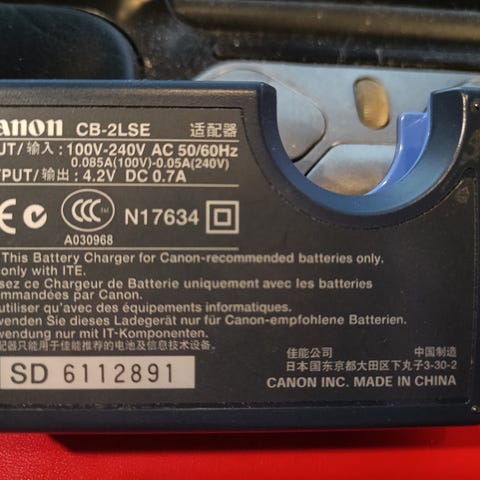 anon CB-2LSE 适配器
UT/输入 : 100V-240V AC 50/60Hz
0.085A(100V)-0.05A(240V)
TPUT/输出 : 4.2V DC 0.7A
CE CCC N17634
A030968
This Battery Charger for Canon-recommended batteries only.
only with ITE.
sez ce Chargeur de Batterie uniquement avec les batteries
mmandées par Canon.
utiliser qu'avec des équipements informatiques.
venden Sie dieses Ladegerät nur für Canon-empfohlene Batterien.
wendung nur mit IT-Komponenten.
配器只能用于佳能推荐的电池及信息技术设备。
佳能公司 中国制造
日本国东京都大田区下丸子3-30-2
SD 6112891
CANON INC. MADE IN CHINA